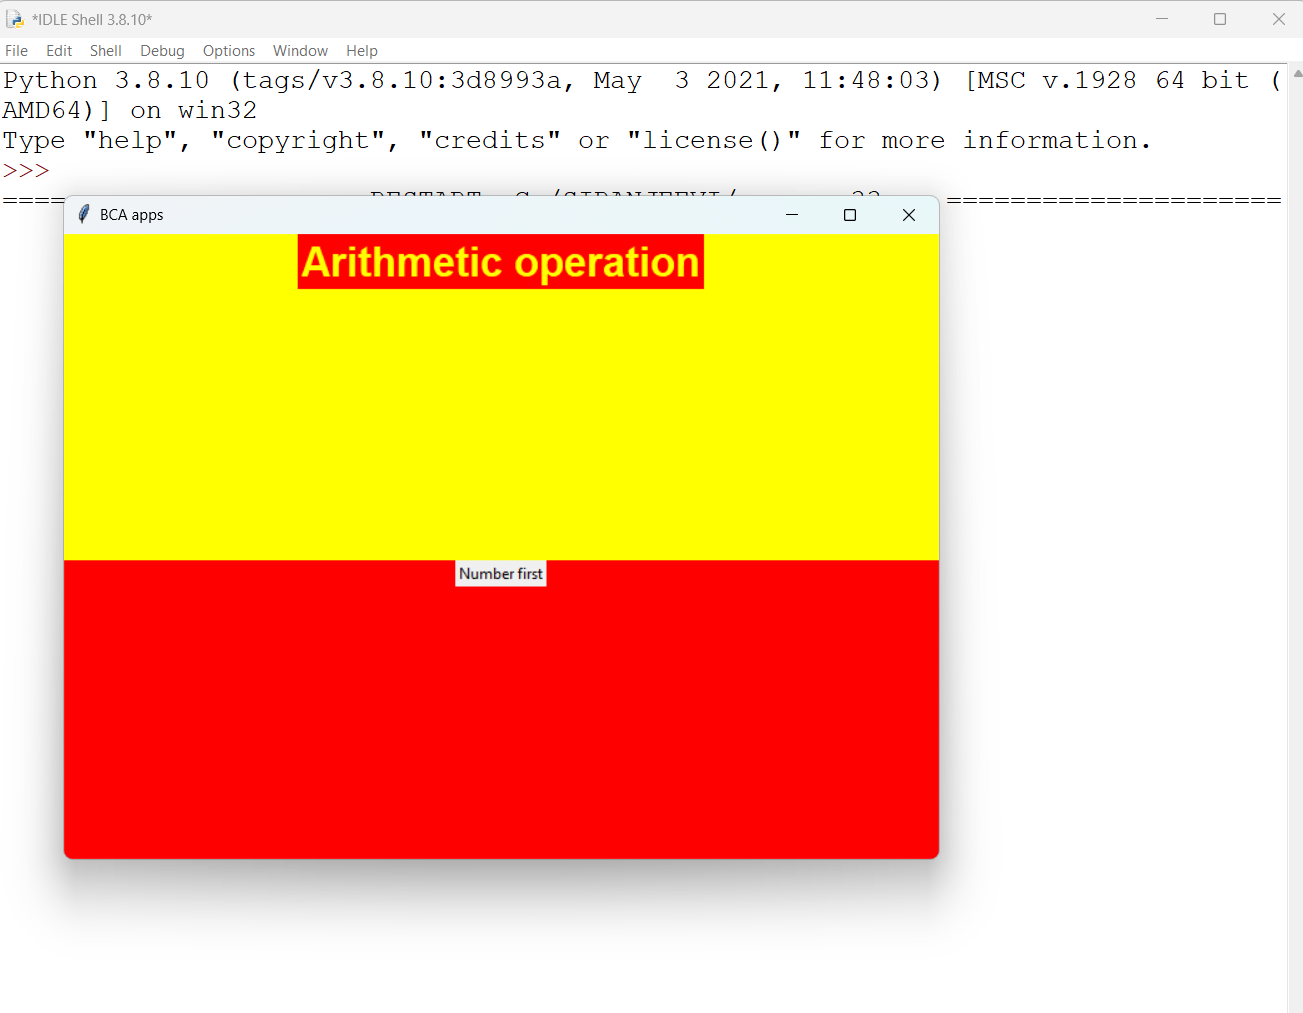 *IDLE Shell 3.8.10*
File Edit Shell Debug Options Window Help
Python 3.8.10 (tags/v3.8.10:3d8993a, May  3 2021, 11:48:03) [MSC v.1928 64 bit (
AMD64)] on win32
Type "help", "copyright", "credits" or "license()" for more information.
>>>
==== RESTART =====================
BCA apps
Arithmetic operation
Number first